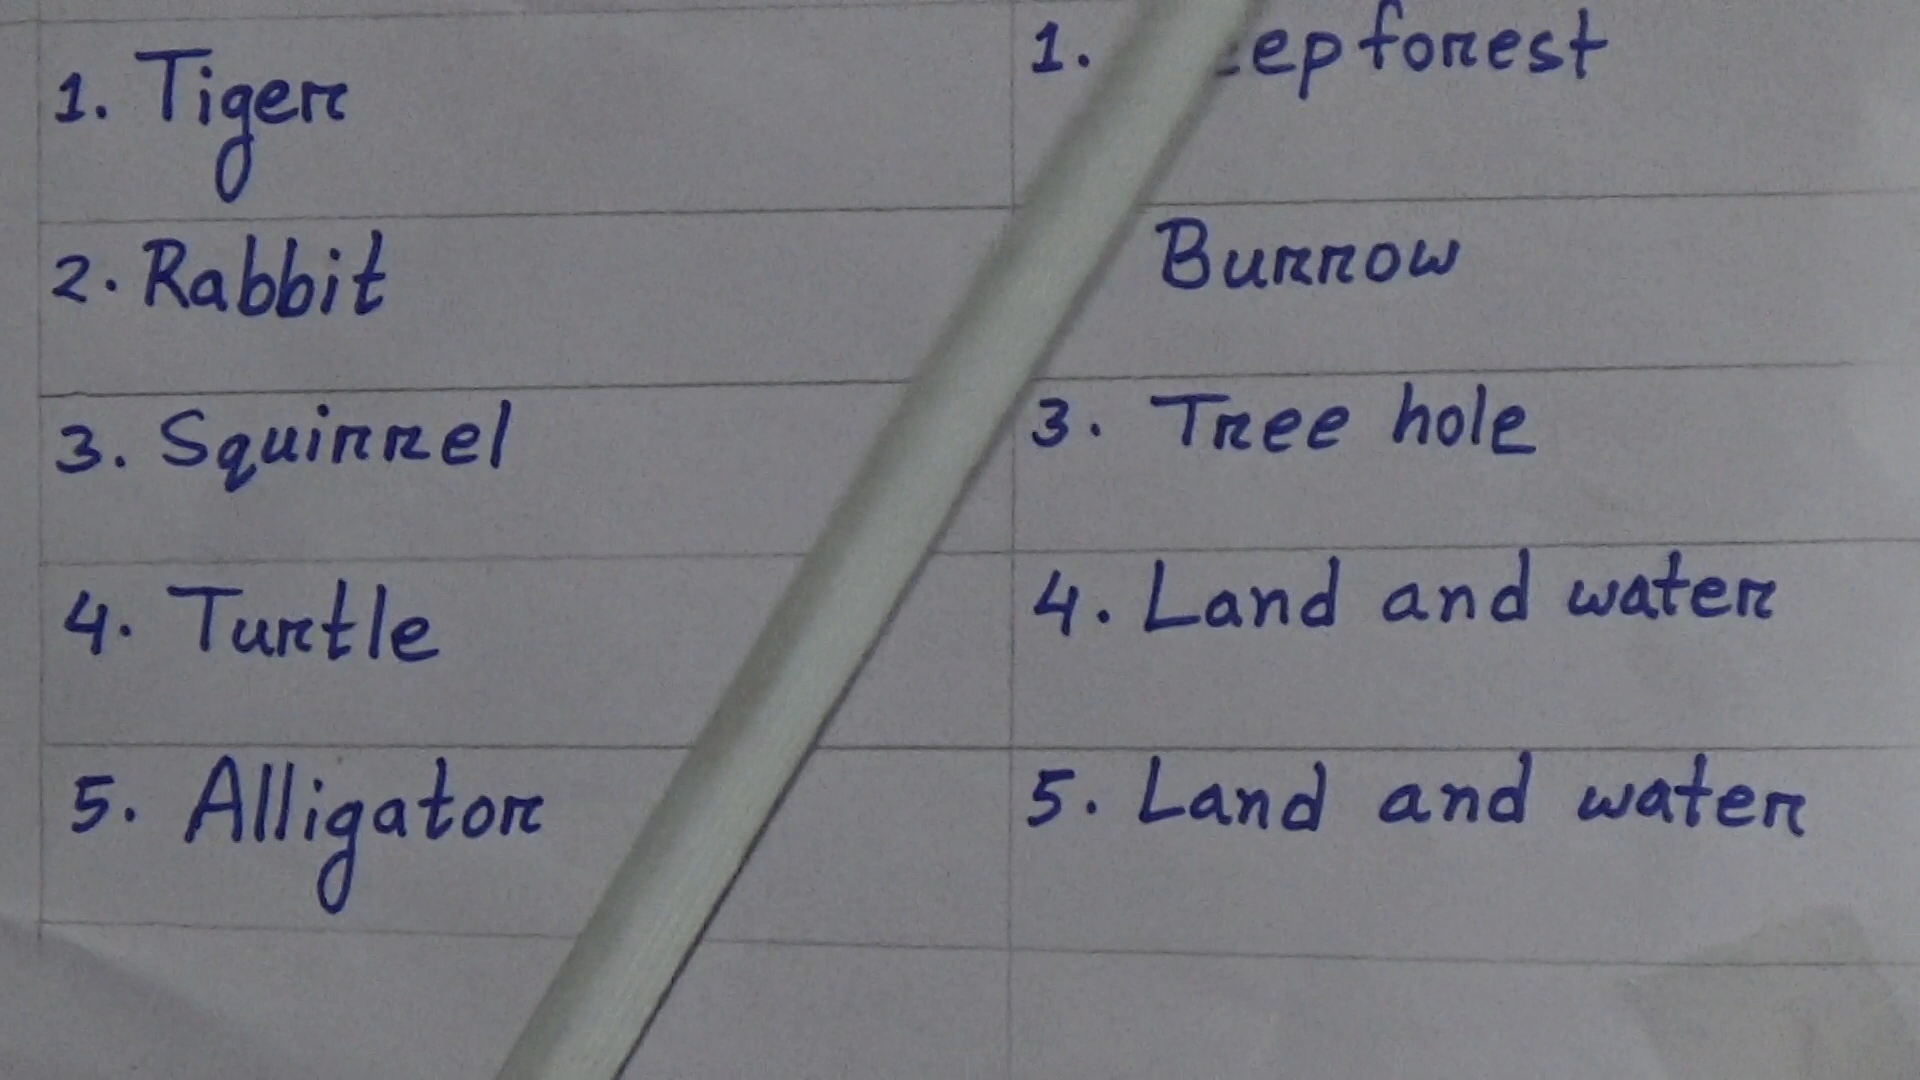 1. Tiger
1. forest
2. Rabbit
Burrow
3. Squirrel
3. Tree hole
4. Turtle
4. Land and water
5. Alligator
5. Land and water